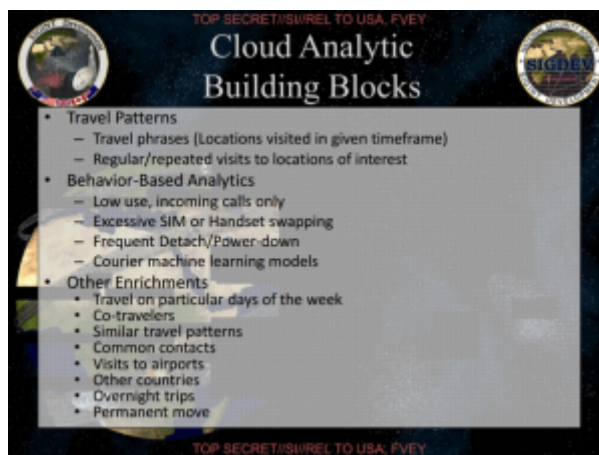 TOP SECRET//SI//REL TO USA, FVEY
Cloud Analytic
Building Blocks
SIGDEV
• Travel Patterns
– Travel phrases (Locations visited in given timeframe)
– Regular/repeated visits to locations of interest
• Behavior-Based Analytics
– Low use, incoming calls only
– Excessive SIM or Handset swapping
– Frequent Detach/Power-down
– Courier machine learning models
• Other Enrichments
• Travel on particular days of the week
• Co-travelers
• Similar travel patterns
• Common contacts
• Visits to airports
• Other countries
• Overnight trips
• Permanent move
TOP SECRET//SI//REL TO USA, FVEY